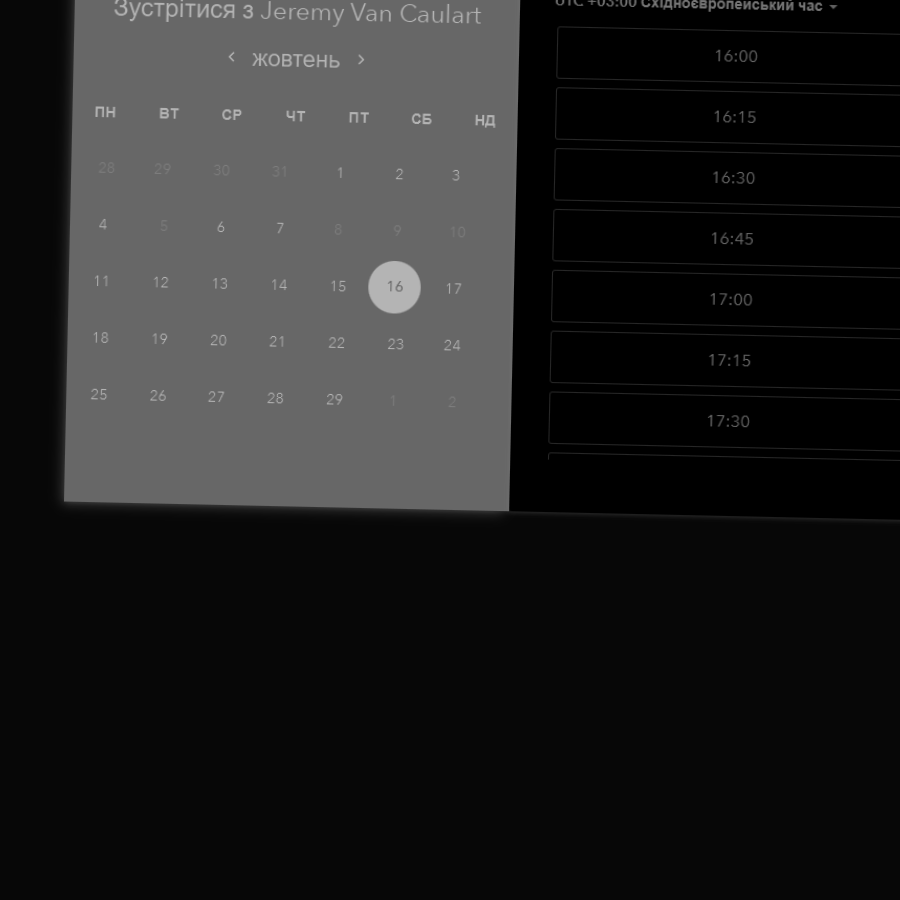 Зустрітися з Jeremy Van Caulart
жовтень
ПН ВТ СР ЧТ ПТ СБ НД
28 29 30 31 1 2 3
4 5 6 7 8 9 10
11 12 13 14 15 16 17
18 19 20 21 22 23 24
25 26 27 28 29 1 2
UTC +03:00 Східноєвропейський час
16:00
16:15
16:30
16:45
17:00
17:15
17:30